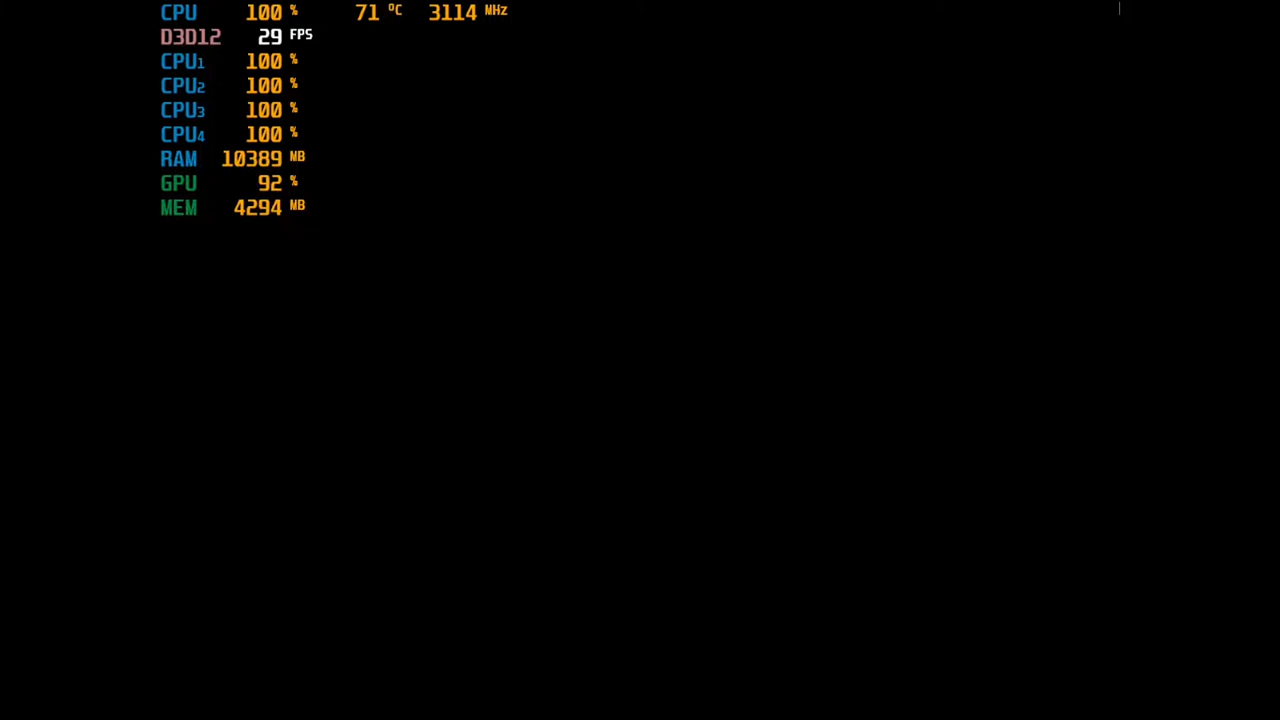 CPU 100 % 71 °C 3114 MHz
D3D12 29 FPS
CPU1 100 %
CPU2 100 %
CPU3 100 %
CPU4 100 %
RAM 10389 MB
GPU 92 %
MEM 4294 MB